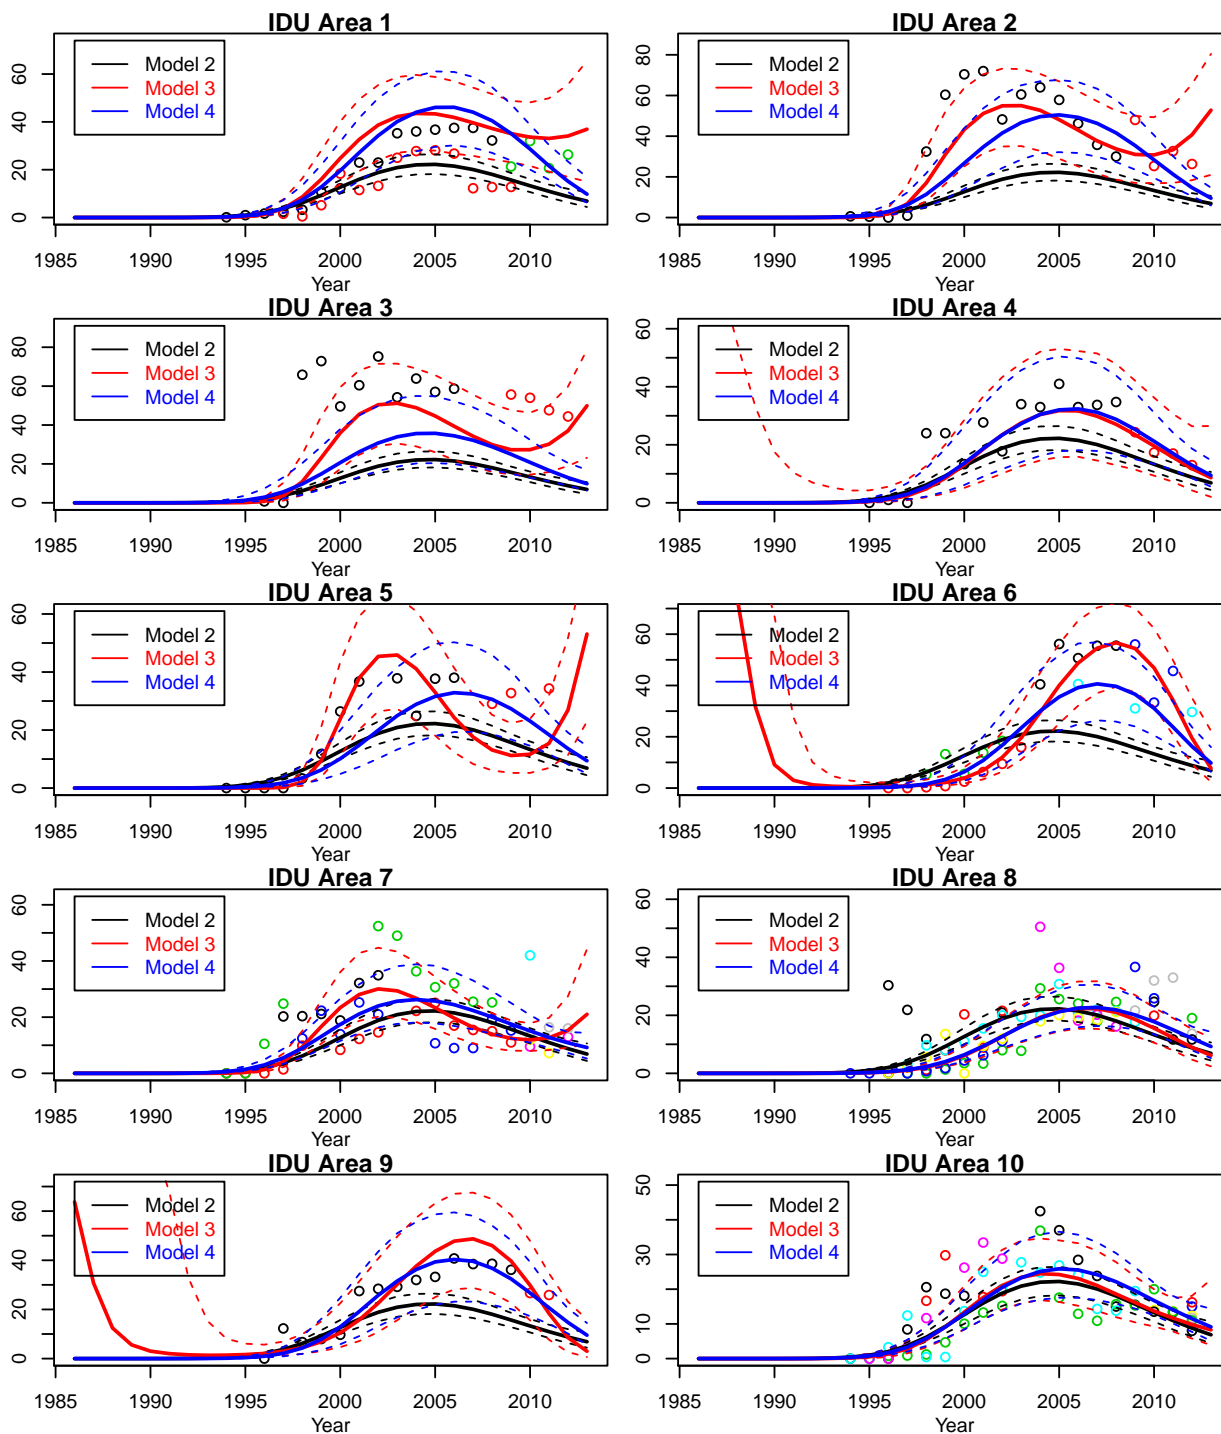 IDU Area 1
Model 2
Model 3
Model 4
0 20 40 60
1985 1990 1995 2000 2005 2010
Year
IDU Area 2
Model 2
Model 3
Model 4
0 20 40 60 80
1985 1990 1995 2000 2005 2010
Year
IDU Area 3
Model 2
Model 3
Model 4
0 20 40 60 80
1985 1990 1995 2000 2005 2010
Year
IDU Area 4
Model 2
Model 3
Model 4
0 20 40 60
1985 1990 1995 2000 2005 2010
Year
IDU Area 5
Model 2
Model 3
Model 4
0 20 40 60
1985 1990 1995 2000 2005 2010
Year
IDU Area 6
Model 2
Model 3
Model 4
0 20 40 60
1985 1990 1995 2000 2005 2010
Year
IDU Area 7
Model 2
Model 3
Model 4
0 20 40 60
1985 1990 1995 2000 2005 2010
Year
IDU Area 8
Model 2
Model 3
Model 4
0 20 40 60
1985 1990 1995 2000 2005 2010
Year
IDU Area 9
Model 2
Model 3
Model 4
0 20 40 60
1985 1990 1995 2000 2005 2010
Year
IDU Area 10
Model 2
Model 3
Model 4
0 10 30 50
1985 1990 1995 2000 2005 2010
Year